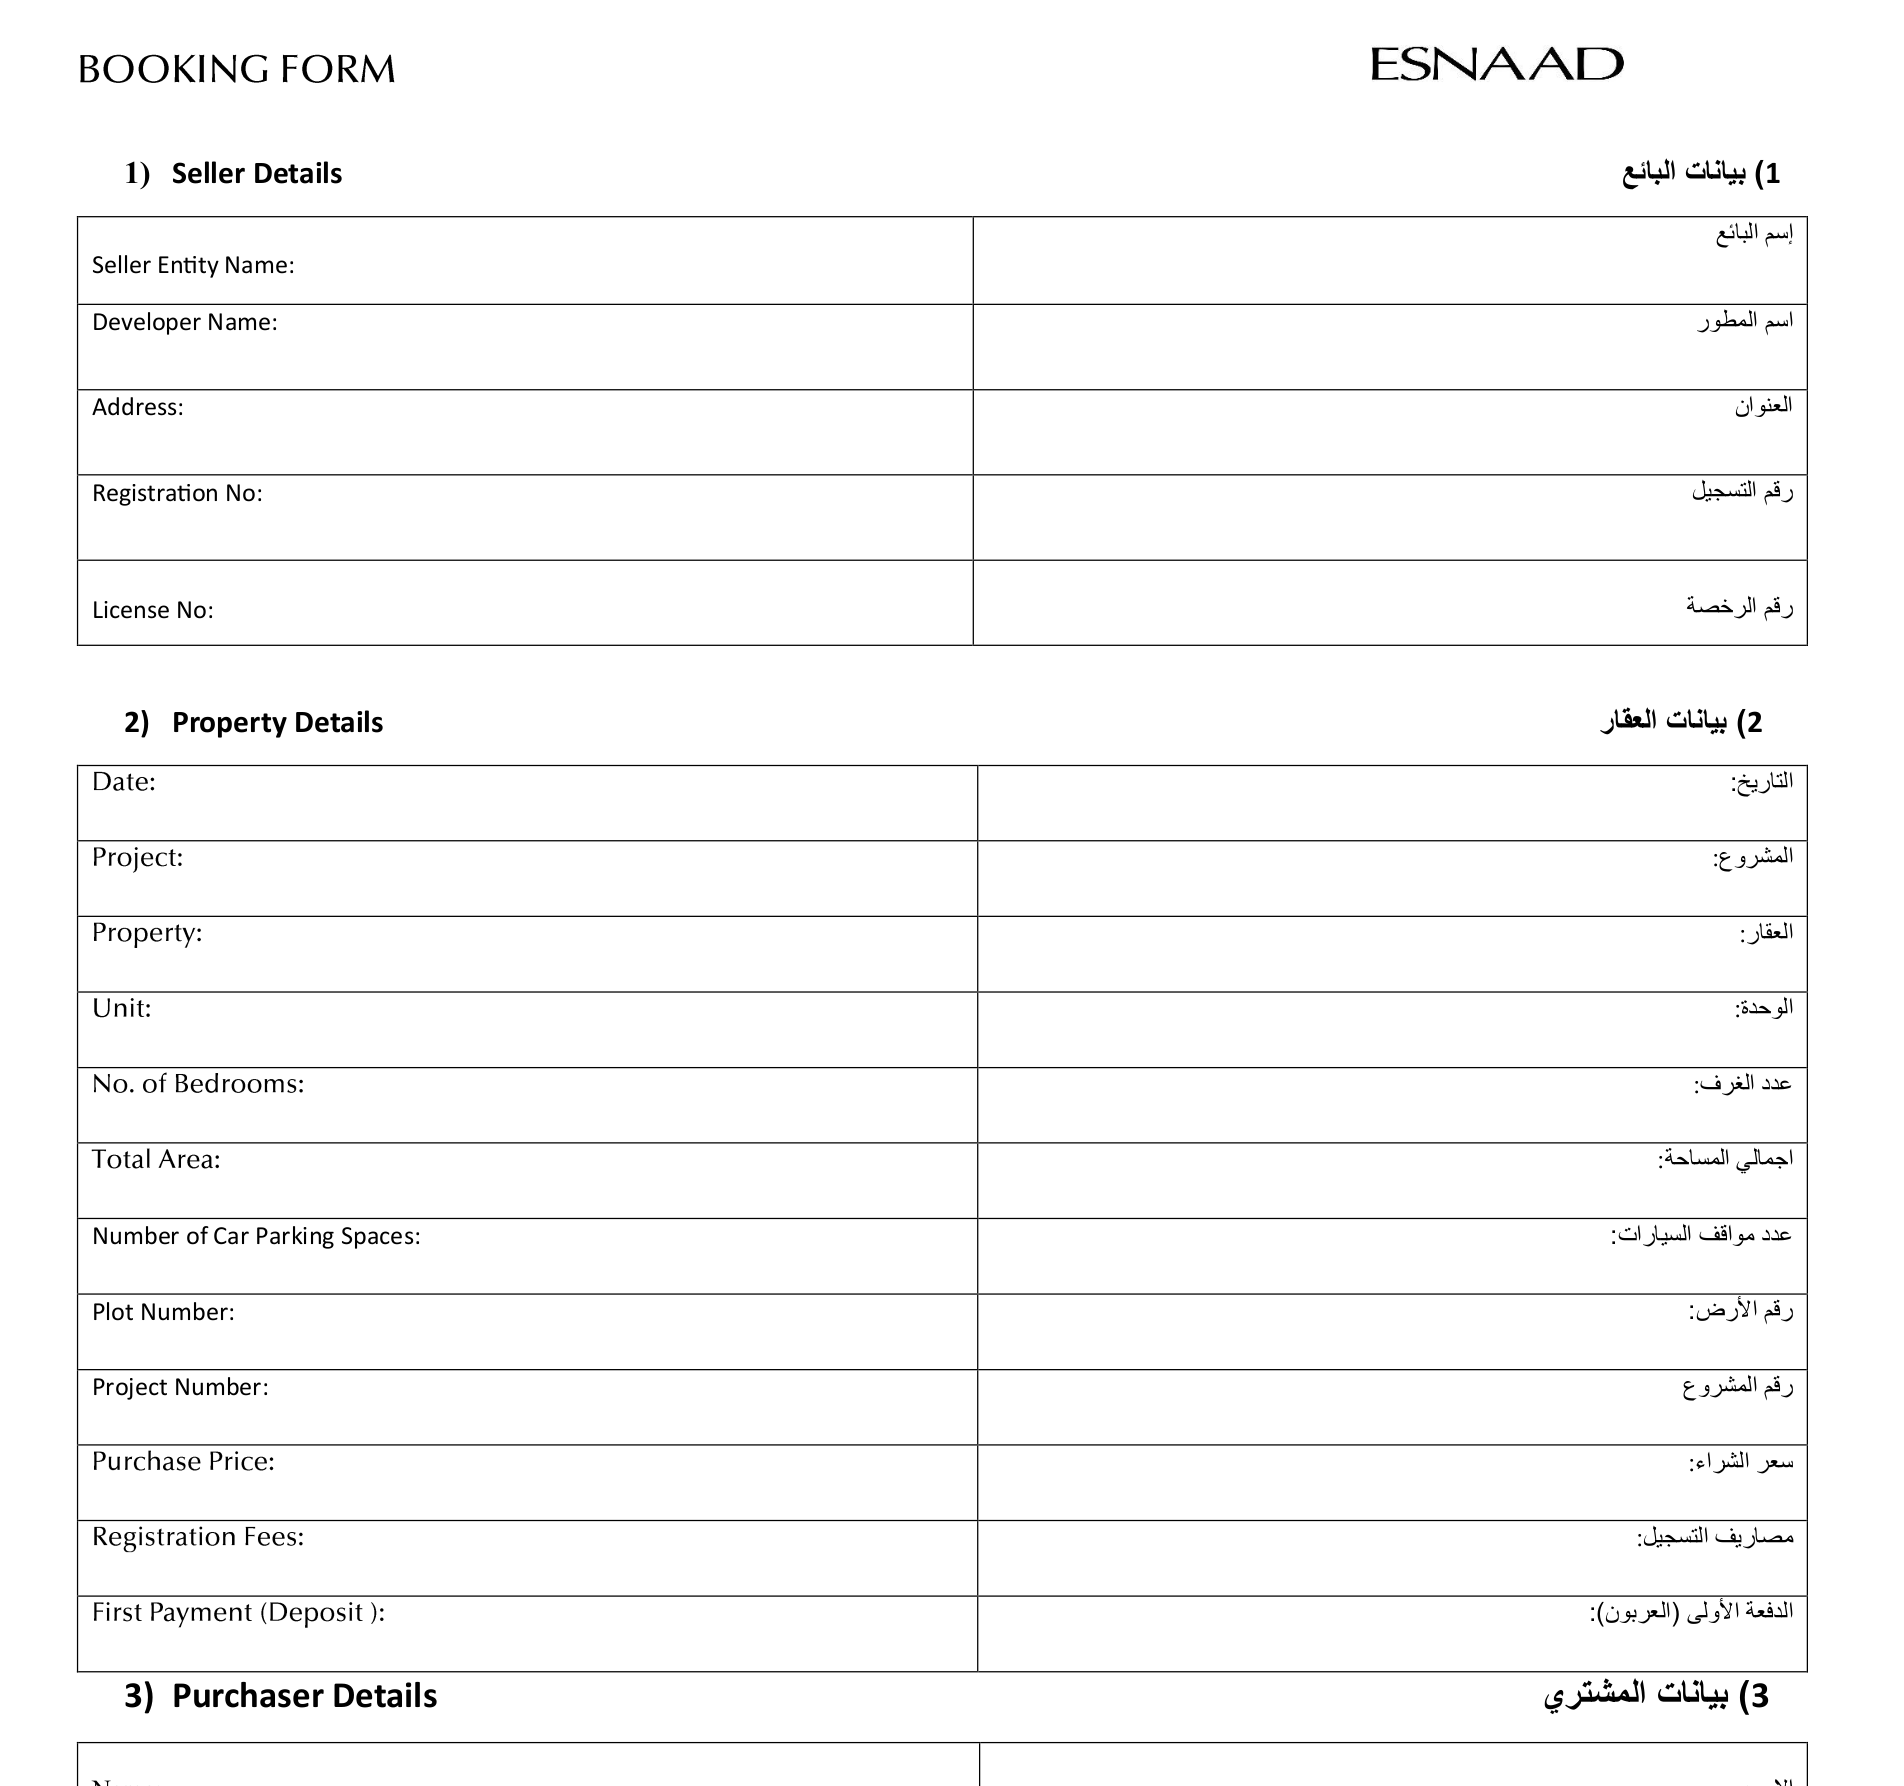 BOOKING FORM
ESNAAD
1) Seller Details
1) بيانات البائع
Seller Entity Name:
إسم البائع
Developer Name:
اسم المطور
Address:
العنوان
Registration No:
رقم التسجيل
License No:
رقم الرخصة
2) Property Details
2) بيانات العقار
Date:
التاريخ:
Project:
المشروع:
Property:
العقار:
Unit:
الوحدة:
No. of Bedrooms:
عدد الغرف:
Total Area:
اجمالي المساحة:
Number of Car Parking Spaces:
عدد مواقف السيارات:
Plot Number:
رقم الأرض:
Project Number:
رقم المشروع
Purchase Price:
سعر الشراء:
Registration Fees:
مصاريف التسجيل:
First Payment (Deposit ):
الدفعة الأولى (العربون):
3) Purchaser Details
3) بيانات المشتري